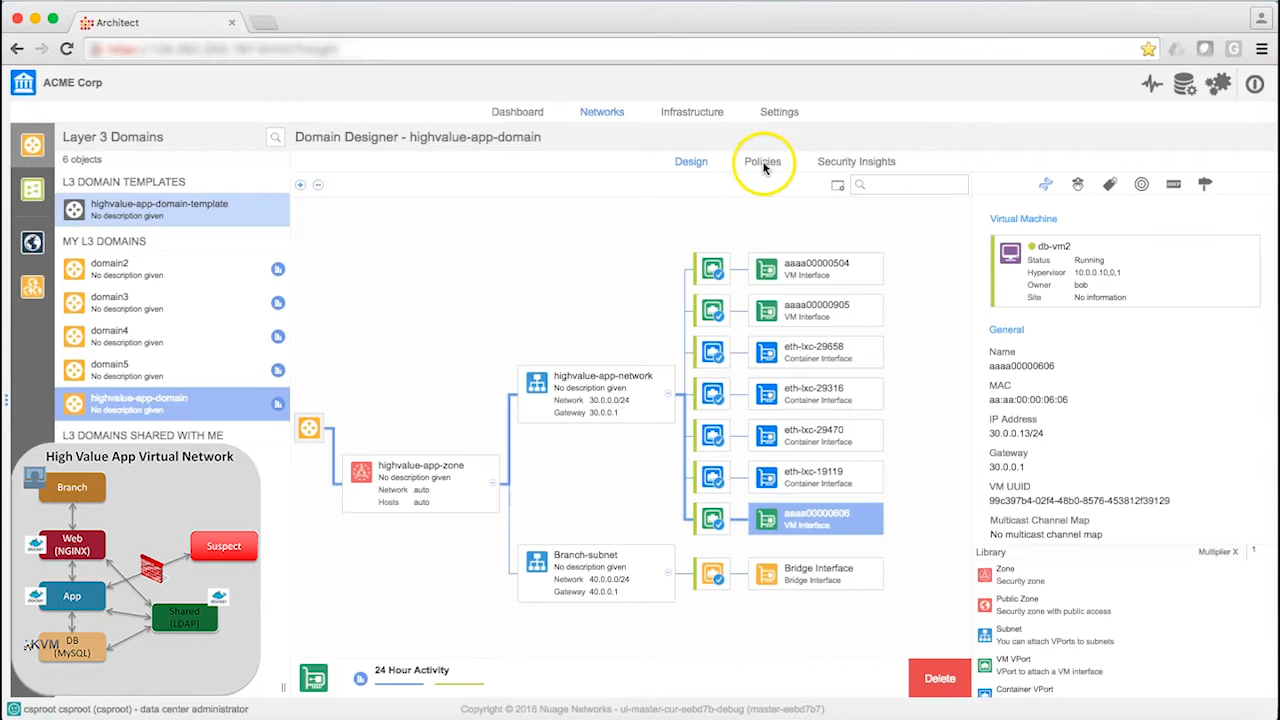 Architect
ACME Corp
Dashboard
Networks
Infrastructure
Settings
Layer 3 Domains
6 objects
L3 DOMAIN TEMPLATES
highvalue-app-domain-template
No description given
MY L3 DOMAINS
domain2
No description given
domain3
No description given
domain4
No description given
domain5
No description given
highvalue-app-domain
No description given
L3 DOMAINS SHARED WITH ME
High Value App Virtual Network
Branch
Web
(NGINX)
docker
Suspect
App
docker
docker
Shared
(LDAP)
KVM
DB
(MySQL)
Domain Designer - highvalue-app-domain
Design
Policies
Security Insights
highvalue-app-zone
No description given
Network auto
Hosts auto
highvalue-app-network
No description given
Network 30.0.0.0/24
Gateway 30.0.0.1
Branch-subnet
No description given
Network 40.0.0.0/24
Gateway 40.0.0.1
aaaa00000504
VM Interface
aaaa00000905
VM Interface
eth-lxc-29658
Container Interface
eth-lxc-29316
Container Interface
eth-lxc-29470
Container Interface
eth-lxc-19119
Container Interface
aaaa00000606
VM Interface
Bridge Interface
Bridge Interface
24 Hour Activity
Delete
Virtual Machine
db-vm2
Status Running
Hypervisor 10.0.0.10,0,1
Owner bob
Site No information
General
Name
aaaa00000606
MAC
aa:aa:00:00:06:06
IP Address
30.0.0.13/24
Gateway
30.0.0.1
VM UUID
99c397b4-02f4-48b0-8576-453812f39127
Multicast Channel Map
No multicast channel map
Library
Multiplier X 1
Zone
Security zone
Public Zone
Security zone with public access
Subnet
You can attach VPorts to subnets
VM VPort
VPort to attach a VM interface
Container VPort
csproot csproot (csproot) - data center administrator
Copyright © 2016 Nuage Networks - ui-master-cur-eebd7b-debug (master-eebd7b7)